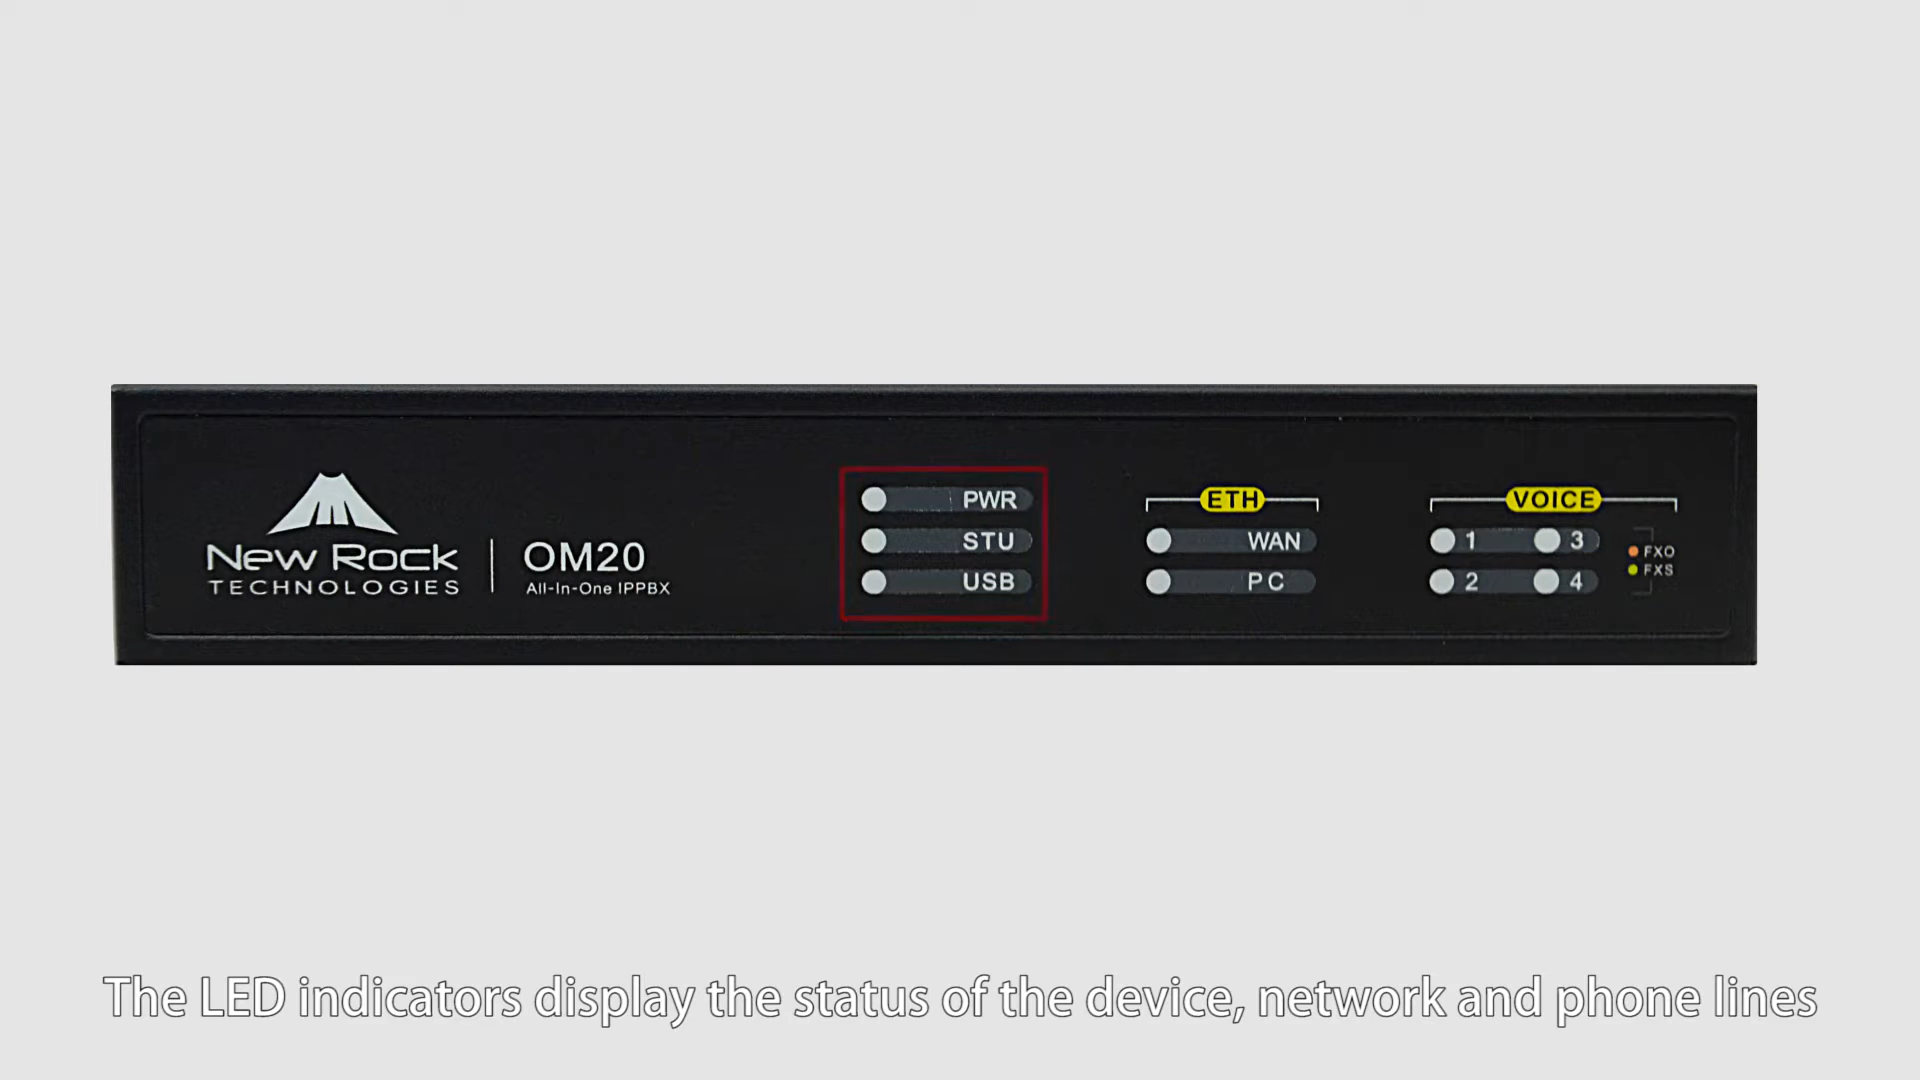 New Rock
TECHNOLOGIES
OM20
All-In-One IPPBX
PWR
STU
USB
ETH
WAN
PC
VOICE
1 3
2 4
FXO
FXS
The LED indicators display the status of the device, network and phone lines